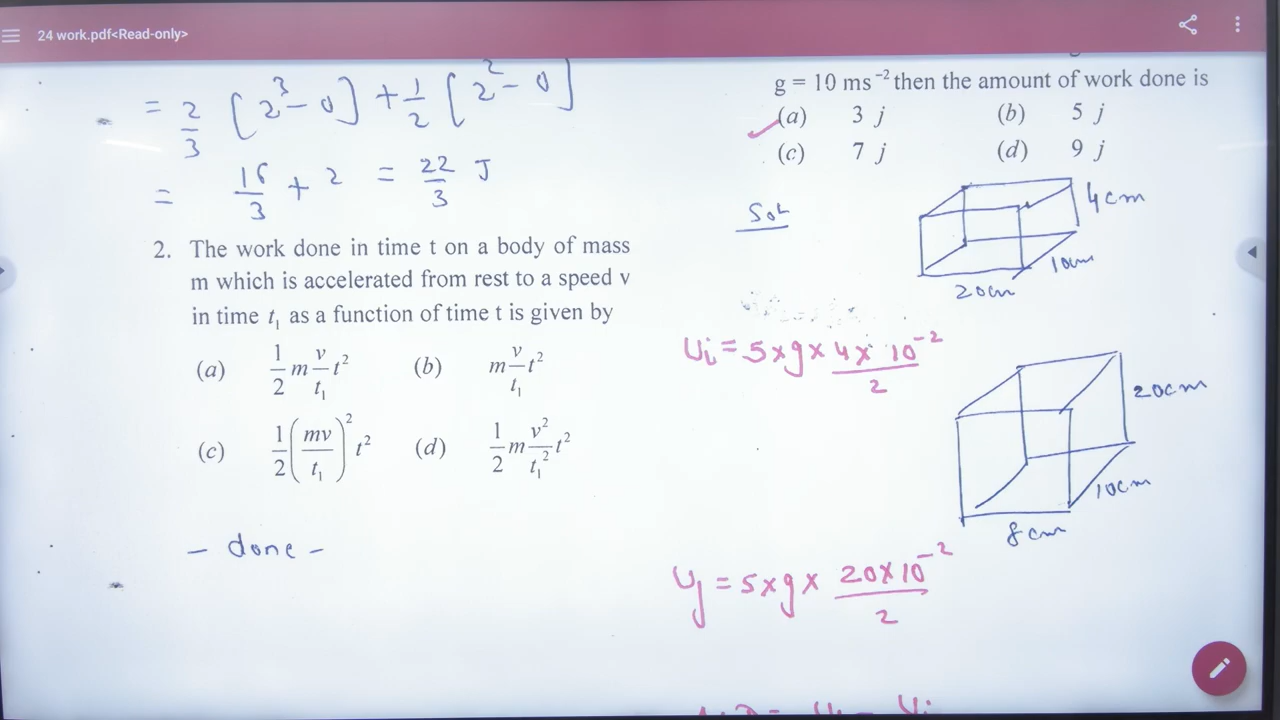 24 work.pdf<Read-only>
= 2/3 [2³ - 0] + 1/2 [2² - 0]
= 16/3 + 2 = 22/3 J
2. The work done in time t on a body of mass
m which is accelerated from rest to a speed v
in time t₁ as a function of time t is given by
(a) 1/2 m v/t₁ t² (b) m v/t₁ t²
(c) 1/2 (mv/t₁)² t² (d) 1/2 m v²/t₁² t²
- done -
g = 10 ms⁻² then the amount of work done is
(a) 3 j (b) 5 j
(c) 7 j (d) 9 j
Sol
4cm
10cm
20cm
Ui = 5×g× 4×10⁻²/2
20cm
10cm
8cm
Uf = 5×g× 20×10⁻²/2